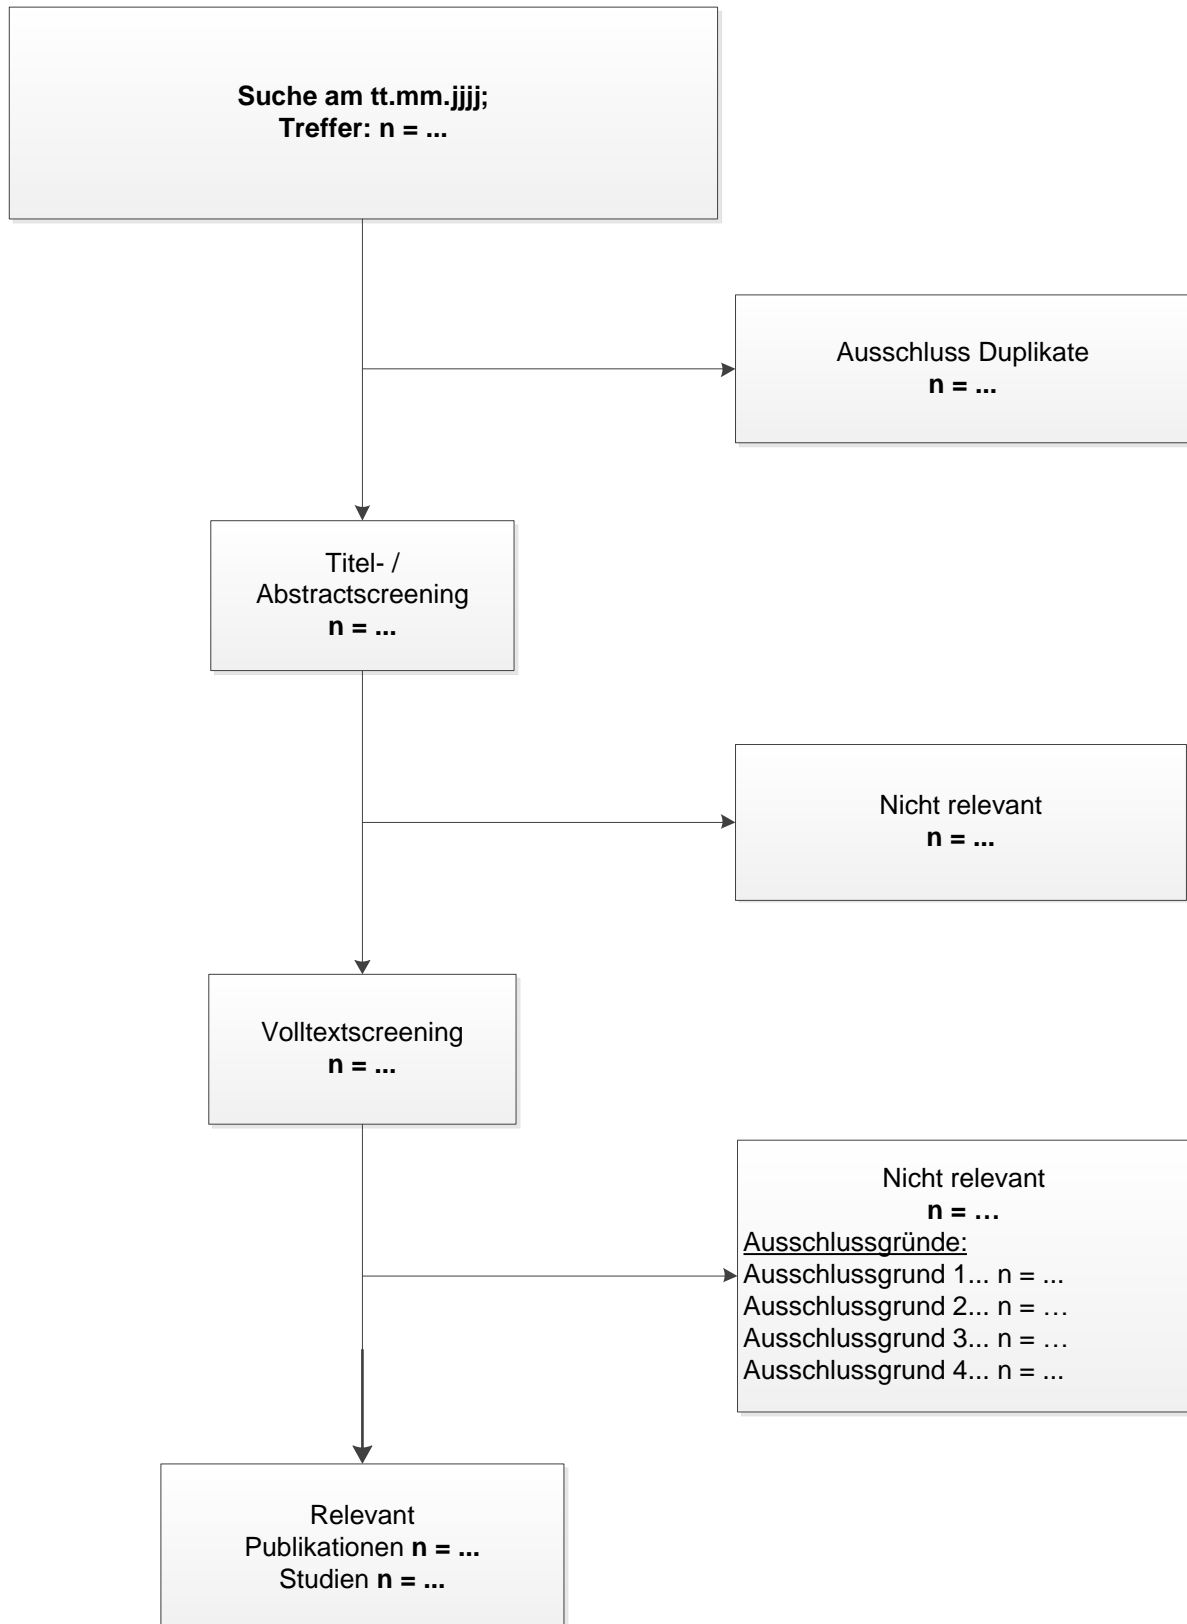 Suche am tt.mm.jjjj;
Treffer: n = ...
Ausschluss Duplikate
n = ...
Titel- /
Abstractscreening
n = ...
Nicht relevant
n = ...
Volltextscreening
n = ...
Nicht relevant
n = …
Ausschlussgründe:
Ausschlussgrund 1... n = ...
Ausschlussgrund 2... n = …
Ausschlussgrund 3... n = …
Ausschlussgrund 4... n = ...
Relevant
Publikationen n = ...
Studien n = ...